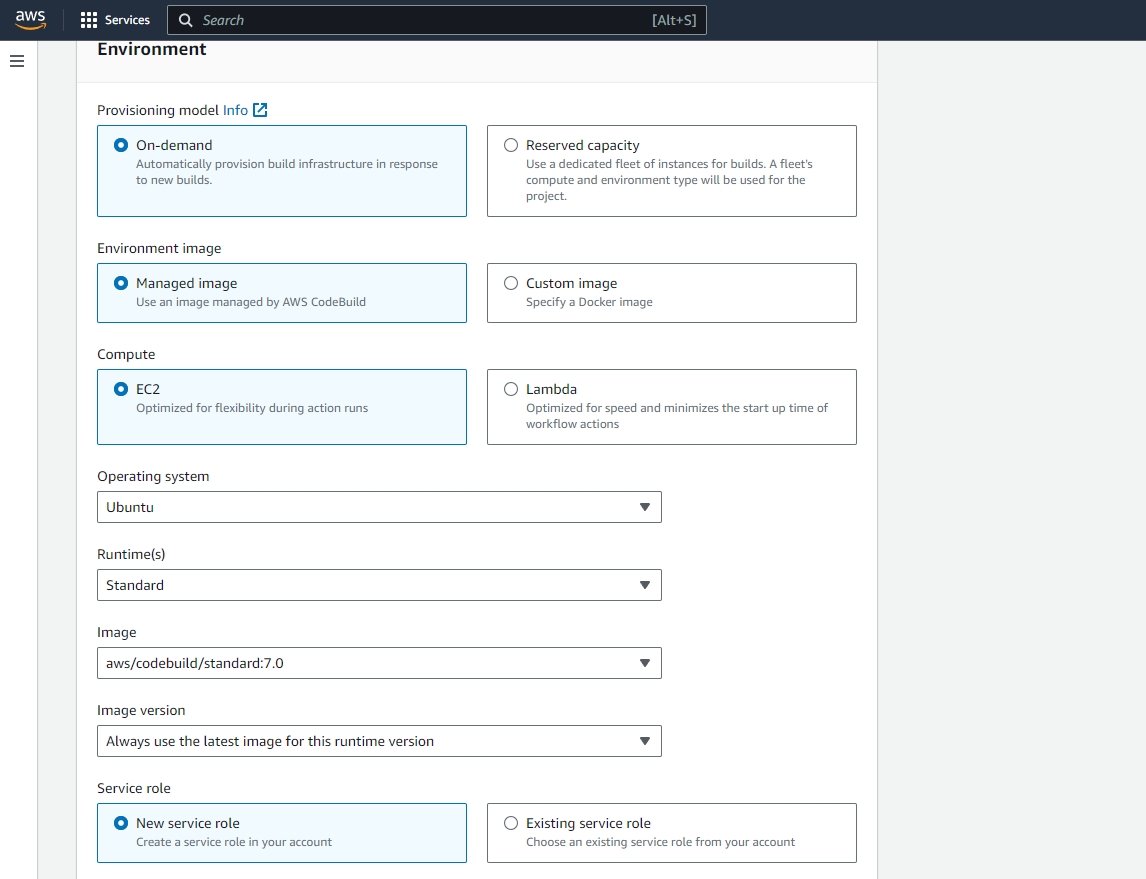 aws
Services
Search
[Alt+S]
Environment
Provisioning model Info
On-demand
Automatically provision build infrastructure in response
to new builds.
Reserved capacity
Use a dedicated fleet of instances for builds. A fleet's
compute and environment type will be used for the
project.
Environment image
Managed image
Use an image managed by AWS CodeBuild
Custom image
Specify a Docker image
Compute
EC2
Optimized for flexibility during action runs
Lambda
Optimized for speed and minimizes the start up time of
workflow actions
Operating system
Ubuntu
Runtime(s)
Standard
Image
aws/codebuild/standard:7.0
Image version
Always use the latest image for this runtime version
Service role
New service role
Create a service role in your account
Existing service role
Choose an existing service role from your account